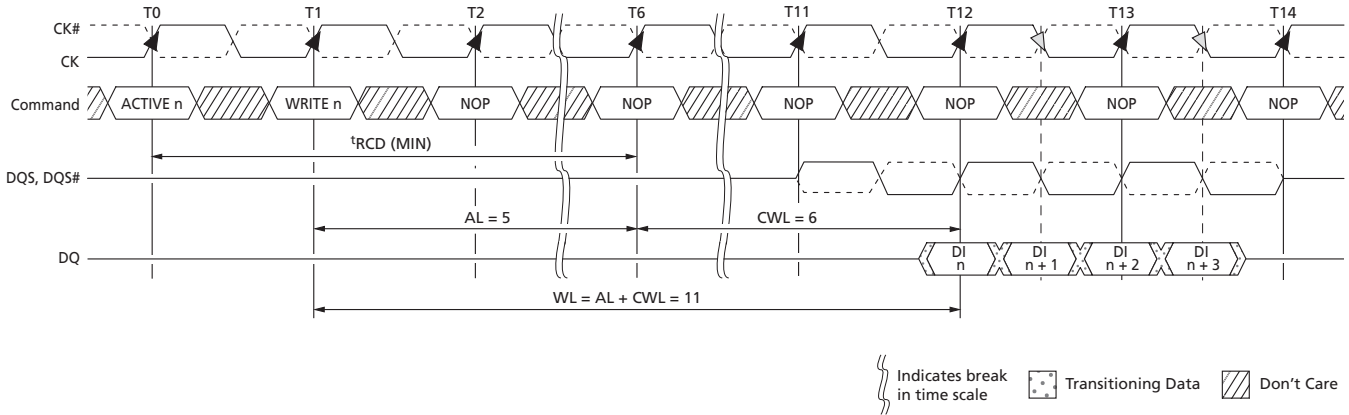 T0 T1 T2 T6 T11 T12 T13 T14
CK#
CK
Command ACTIVE n WRITE n NOP NOP NOP NOP NOP NOP
tRCD (MIN)
DQS, DQS#
AL = 5 CWL = 6
DQ DI n DI n + 1 DI n + 2 DI n + 3
WL = AL + CWL = 11
Indicates break in time scale
Transitioning Data
Don't Care